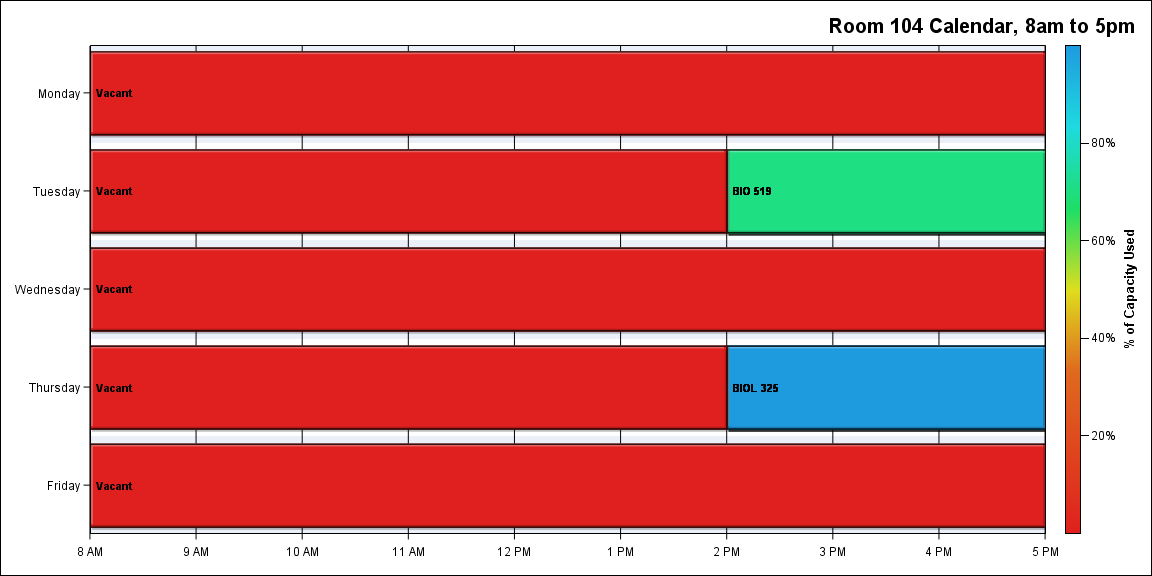 Room 104 Calendar, 8am to 5pm
Monday
Vacant
Tuesday
Vacant
BIO 519
Wednesday
Vacant
Thursday
Vacant
BIOL 325
Friday
Vacant
8 AM 9 AM 10 AM 11 AM 12 PM 1 PM 2 PM 3 PM 4 PM 5 PM
80%
60%
40%
20%
% of Capacity Used